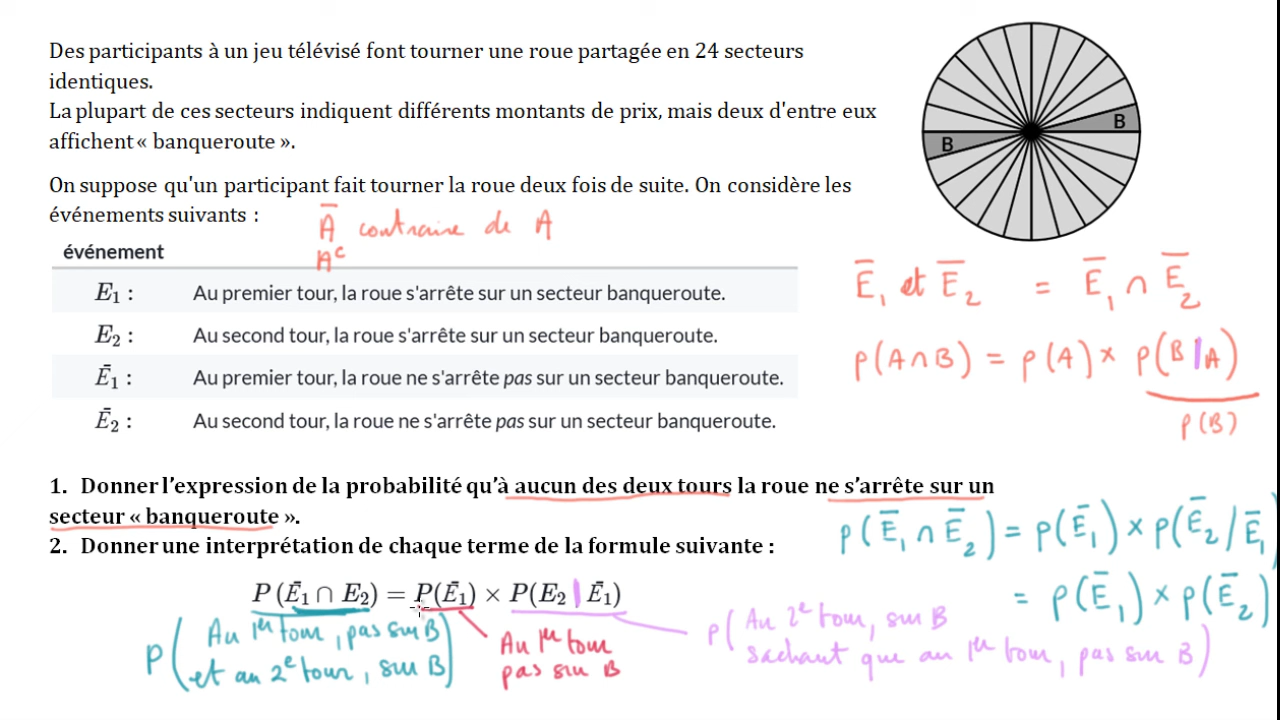 Des participants à un jeu télévisé font tourner une roue partagée en 24 secteurs
identiques.
La plupart de ces secteurs indiquent différents montants de prix, mais deux d'entre eux
affichent « banqueroute ».
B
B
On suppose qu'un participant fait tourner la roue deux fois de suite. On considère les
événements suivants :
Ā contraire de A
Aᶜ
événement
E₁ : Au premier tour, la roue s'arrête sur un secteur banqueroute.
E₂ : Au second tour, la roue s'arrête sur un secteur banqueroute.
Ē₁ : Au premier tour, la roue ne s'arrête pas sur un secteur banqueroute.
Ē₂ : Au second tour, la roue ne s'arrête pas sur un secteur banqueroute.
Ē₁ et Ē₂ = Ē₁ ∩ Ē₂
p(A∩B) = p(A) × p(B|A)
p(B)
1. Donner l'expression de la probabilité qu'à aucun des deux tours la roue ne s'arrête sur un
secteur « banqueroute ».
2. Donner une interprétation de chaque terme de la formule suivante :
P(Ē₁ ∩ E₂) = P(Ē₁) × P(E₂ | Ē₁)
p(Ē₁ ∩ Ē₂) = p(Ē₁) × p(Ē₂/Ē₁)
= p(Ē₁) × p(Ē₂)
p(Au 1er tour, pas sur B
et au 2e tour, sur B)
Au 1er tour
pas sur B
p(Au 2e tour, sur B
sachant que au 1er tour, pas sur B)